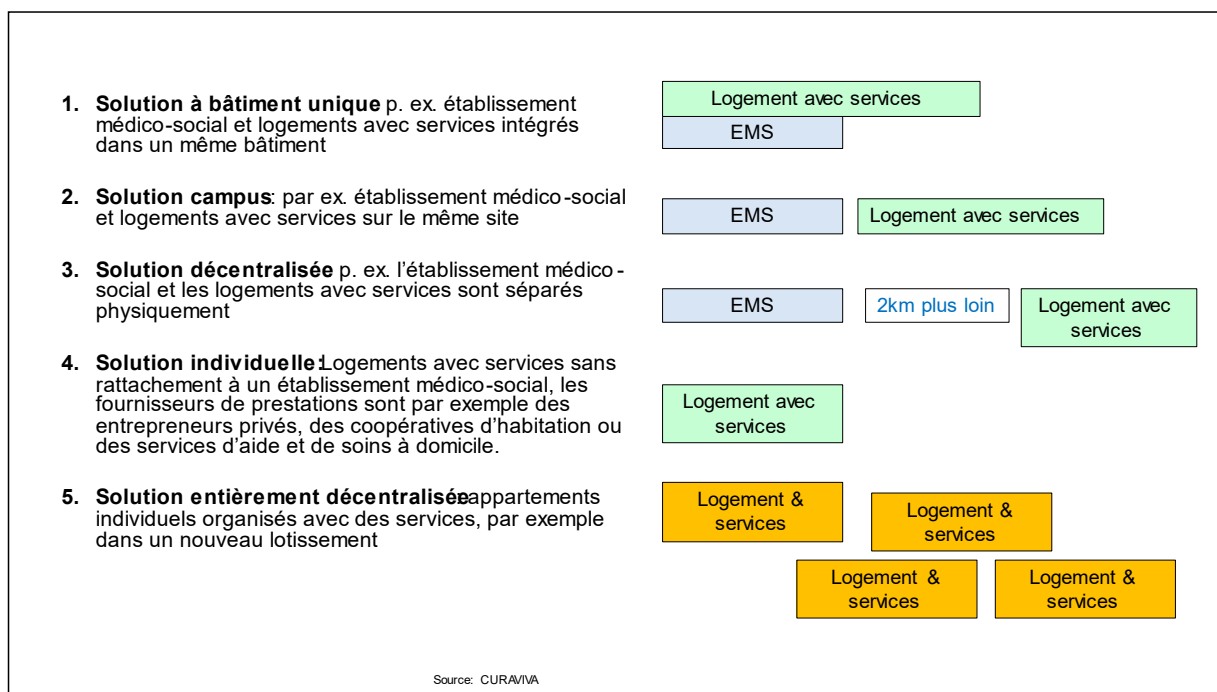 1. Solution à bâtiment unique p. ex. établissement
médico-social et logements avec services intégrés
dans un même bâtiment
Logement avec services
EMS
2. Solution campus: par ex. établissement médico-social
et logements avec services sur le même site
EMS
Logement avec services
3. Solution décentralisée p. ex. l'établissement médico-
social et les logements avec services sont séparés
physiquement
EMS
2km plus loin
Logement avec
services
4. Solution individuelle: Logements avec services sans
rattachement à un établissement médico-social, les
fournisseurs de prestations sont par exemple des
entrepreneurs privés, des coopératives d'habitation ou
des services d'aide et de soins à domicile.
Logement avec
services
5. Solution entièrement décentralisée: appartements
individuels organisés avec des services, par exemple
dans un nouveau lotissement
Logement &
services
Logement &
services
Logement &
services
Logement &
services
Source: CURAVIVA